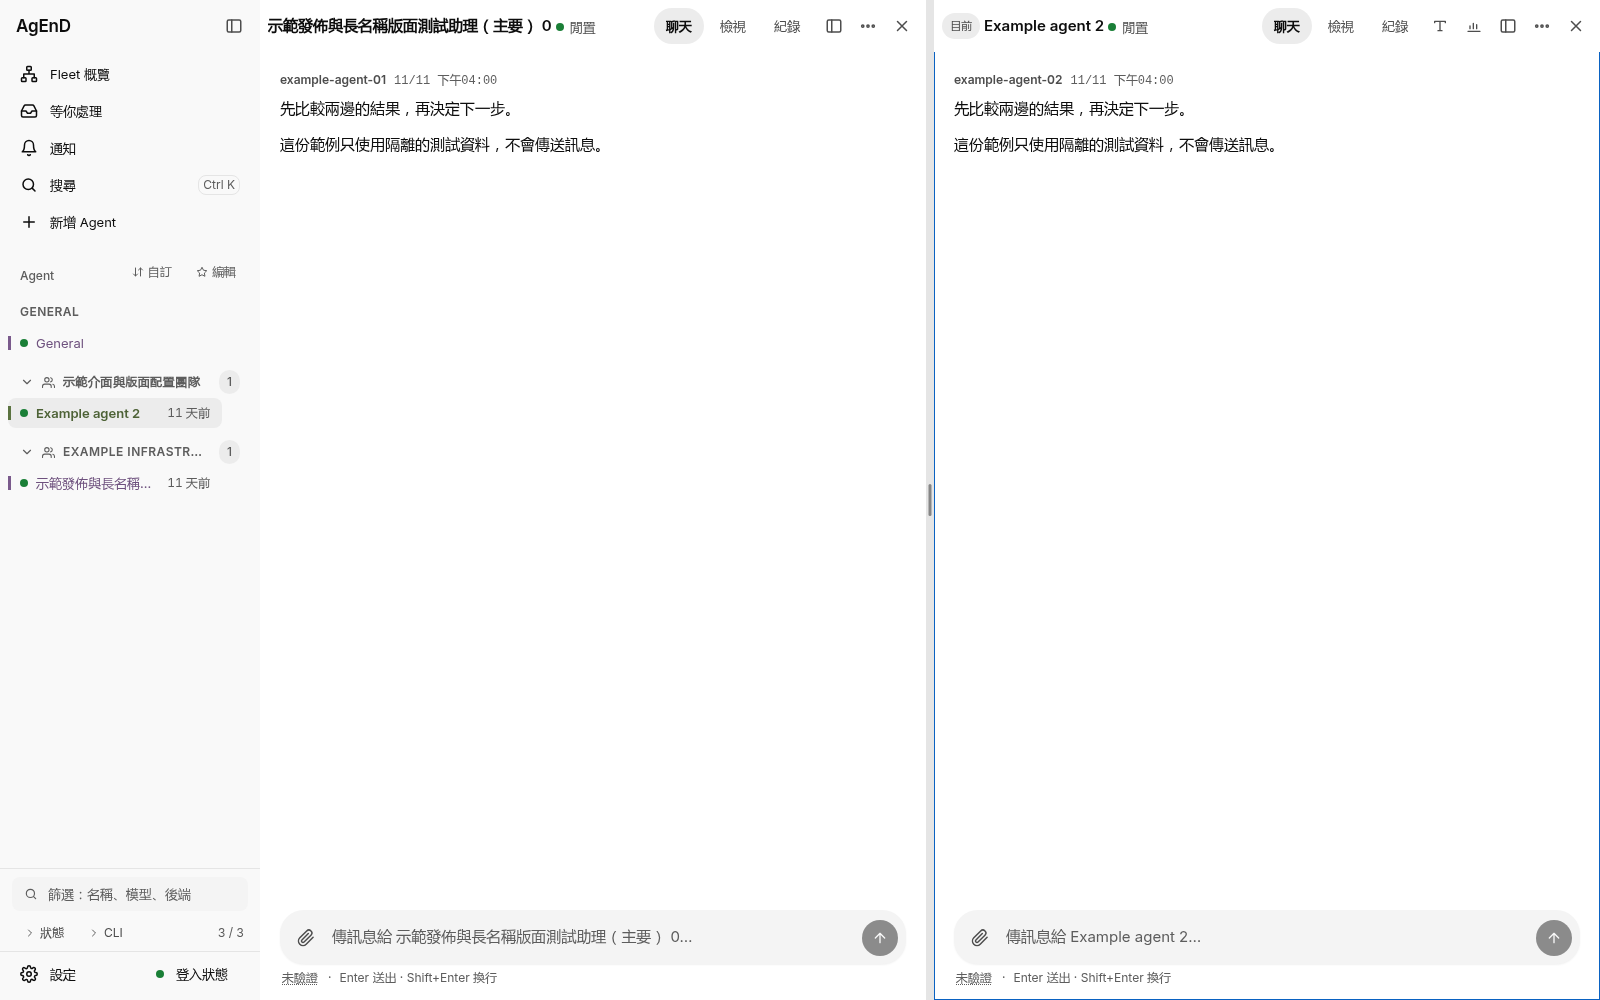 AgEnD
Fleet 概覽
等你處理
通知
搜尋 Ctrl K
新增 Agent
Agent 自訂 編輯
GENERAL
General
示範介面與版面配置團隊 1
Example agent 2 11 天前
EXAMPLE INFRASTR... 1
示範發佈與長名稱... 11 天前
篩選：名稱、模型、後端
狀態 CLI 3 / 3
設定 登入狀態
示範發佈與長名稱版面測試助理（主要）0 閒置 聊天 檢視 紀錄
example-agent-01 11/11 下午04:00
先比較兩邊的結果，再決定下一步。
這份範例只使用隔離的測試資料，不會傳送訊息。
傳訊息給 示範發佈與長名稱版面測試助理（主要）0...
未驗證 · Enter 送出 · Shift+Enter 換行
目前 Example agent 2 閒置 聊天 檢視 紀錄
example-agent-02 11/11 下午04:00
先比較兩邊的結果，再決定下一步。
這份範例只使用隔離的測試資料，不會傳送訊息。
傳訊息給 Example agent 2...
未驗證 · Enter 送出 · Shift+Enter 換行